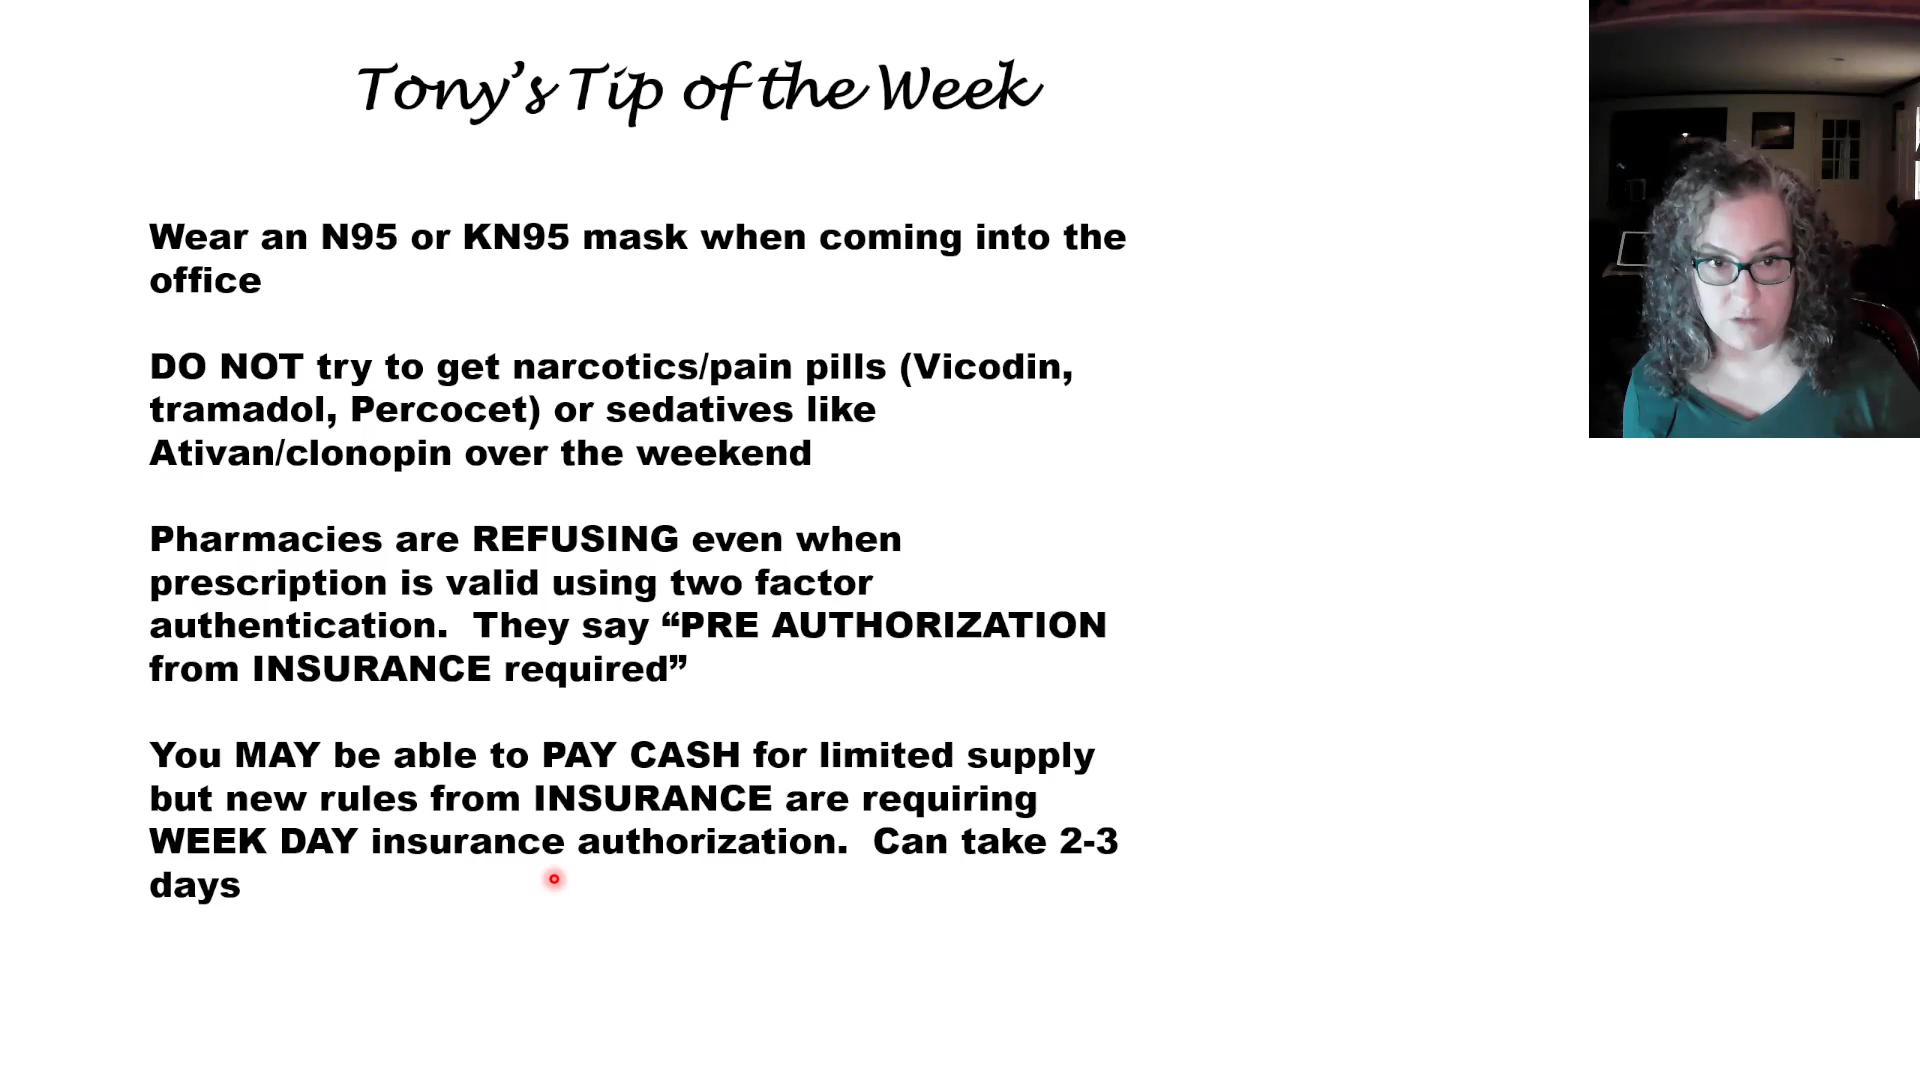 Tony’s Tip of the Week
Wear an N95 or KN95 mask when coming into the
office
DO NOT try to get narcotics/pain pills (Vicodin,
tramadol, Percocet) or sedatives like
Ativan/clonopin over the weekend
Pharmacies are REFUSING even when
prescription is valid using two factor
authentication.  They say “PRE AUTHORIZATION
from INSURANCE required”
You MAY be able to PAY CASH for limited supply
but new rules from INSURANCE are requiring
WEEK DAY insurance authorization.  Can take 2-3
days